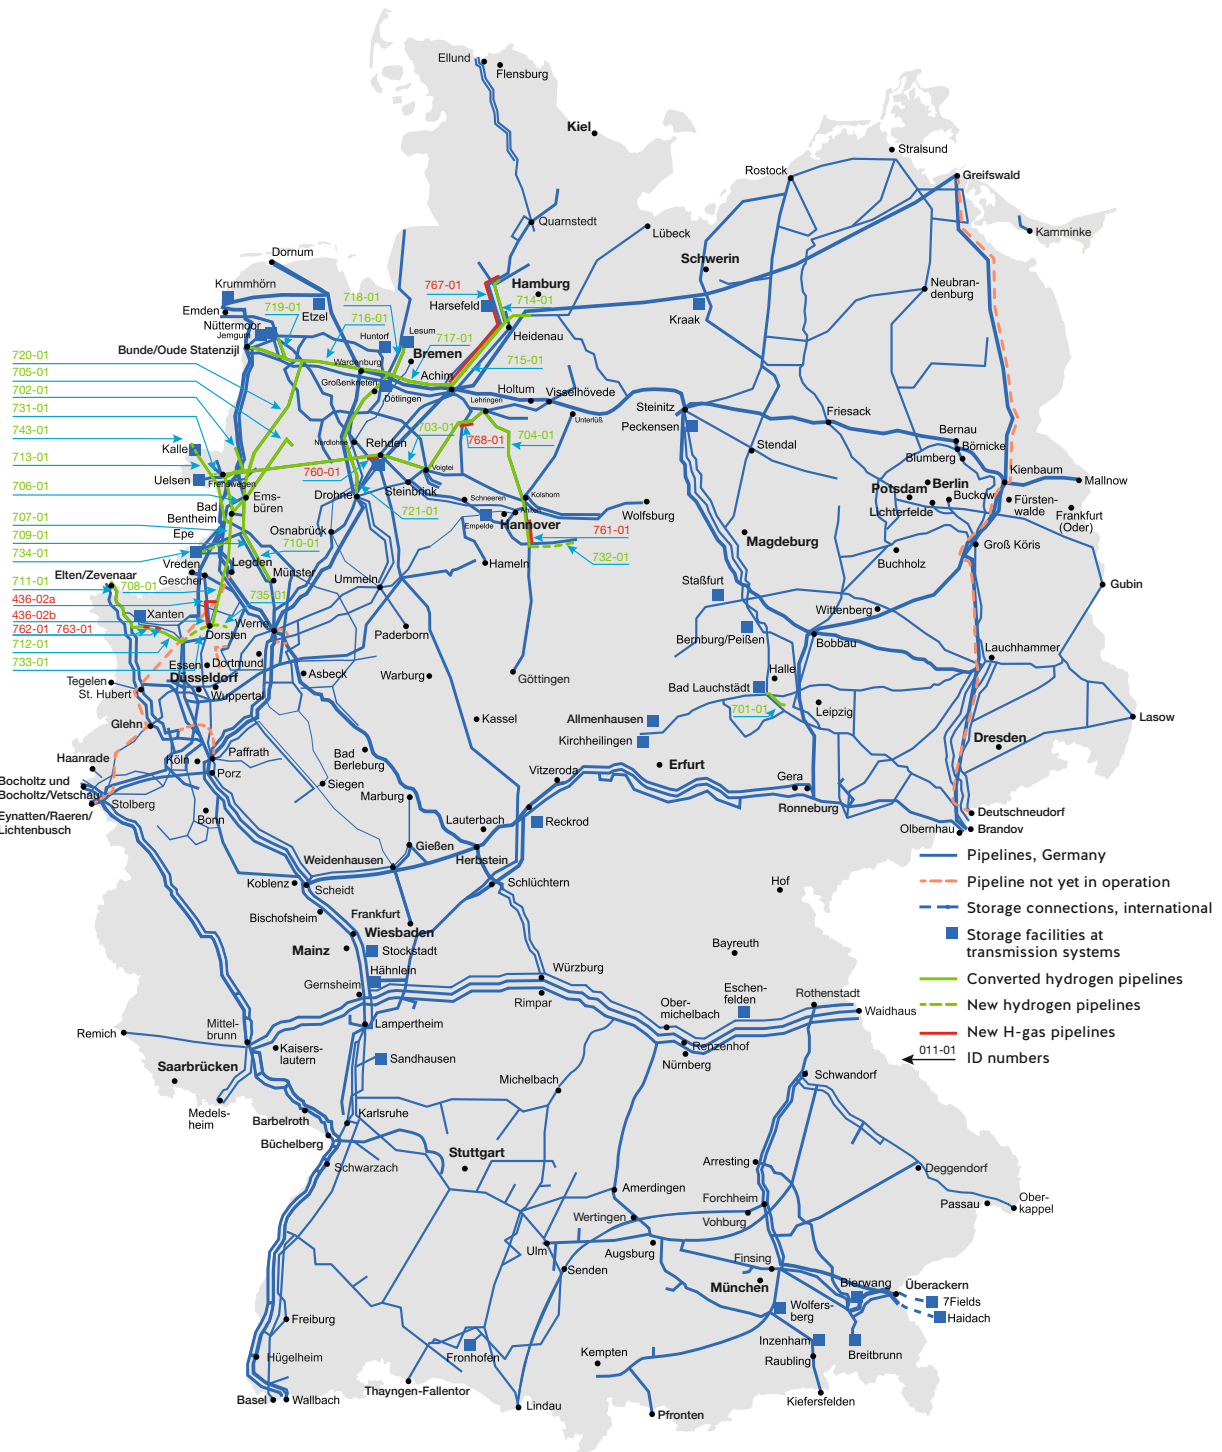 Ellund
Flensburg
Kiel
Stralsund
Rostock
Greifswald
Quarnstedt
Lübeck
Kamminke
Dornum
Schwerin
Krummhörn
767-01
Hamburg
Neubran-
denburg
719-01
718-01
714-01
Harsefeld
Emden
Etzel
716-01
Kraak
Nüttermoor
Jemgum
Huntorf
Lesum
717-01
Heidenau
Bunde/Oude Statenzijl
Bremen
720-01
Wardenburg
715-01
705-01
Großenkneten
Achim
702-01
Dötlingen
Lehringen
Holtum
Visselhövede
731-01
Steinitz
Friesack
Unterlüß
743-01
703-01
704-01
Peckensen
Bernau
Kalle
Nordlohne
Rehden
768-01
Stendal
Börnicke
713-01
Blumberg
760-01
Voigtei
Kienbaum
Uelsen
Frenswegen
Mallnow
706-01
Ems-
büren
Drohne
Steinbrink
Schneeren
Kolshorn
Potsdam
Berlin
Buckow
Bad
Bentheim
721-01
Ahlten
Wolfsburg
Lichterfelde
Fürsten-
walde
707-01
Empelde
Hannover
Frankfurt
(Oder)
709-01
Epe
Osnabrück
761-01
710-01
Magdeburg
Groß Köris
734-01
732-01
Buchholz
Vreden
Legden
Hameln
711-01
Elten/Zevenaar
708-01
Gescher
Münster
Ummeln
Gubin
436-02a
735-01
Staßfurt
436-02b
Xanten
Wittenberg
762-01
763-01
Dorsten
Werne
Paderborn
Bernburg/Peißen
Bobbau
712-01
733-01
Essen
Dortmund
Lauchhammer
Tegelen
Düsseldorf
Asbeck
Warburg
Göttingen
Halle
St. Hubert
Wuppertal
Bad Lauchstädt
701-01
Leipzig
Glehn
Kassel
Allmenhausen
Lasow
Kirchheilingen
Dresden
Haanrade
Köln
Paffrath
Bad
Berleburg
Porz
Vitzeroda
Erfurt
Bocholtz und
Bocholtz/Vetschau
Siegen
Gera
Stolberg
Marburg
Ronneburg
Eynatten/Raeren/
Lichtenbusch
Bonn
Lauterbach
Reckrod
Deutschneudorf
Olbernhau
Brandov
Gießen
Weidenhausen
Herbstein
Koblenz
Scheidt
Schlüchtern
Hof
Bischofsheim
Frankfurt
Wiesbaden
Mainz
Stockstadt
Bayreuth
Hähnlein
Würzburg
Gernsheim
Rimpar
Eschen-
felden
Rothenstadt
Ober-
michelbach
Waidhaus
Remich
Mittel-
brunn
Lampertheim
Kaisers-
lautern
Renzenhof
Sandhausen
Nürnberg
Saarbrücken
Michelbach
Schwandorf
Medels-
heim
Barbelroth
Karlsruhe
Büchelberg
Stuttgart
Schwarzach
Arresting
Deggendorf
Amerdingen
Forchheim
Ober-
kappel
Passau
Wertingen
Vohburg
Ulm
Augsburg
Finsing
Senden
München
Bierwang
Überackern
7Fields
Wolfers-
berg
Haidach
Freiburg
Inzenham
Fronhofen
Kempten
Raubling
Breitbrunn
Hügelheim
Thayngen-Fallentor
Kiefersfelden
Basel
Wallbach
Lindau
Pfronten
Pipelines, Germany
Pipeline not yet in operation
Storage connections, international
Storage facilities at
transmission systems
Converted hydrogen pipelines
New hydrogen pipelines
New H-gas pipelines
011-01
ID numbers